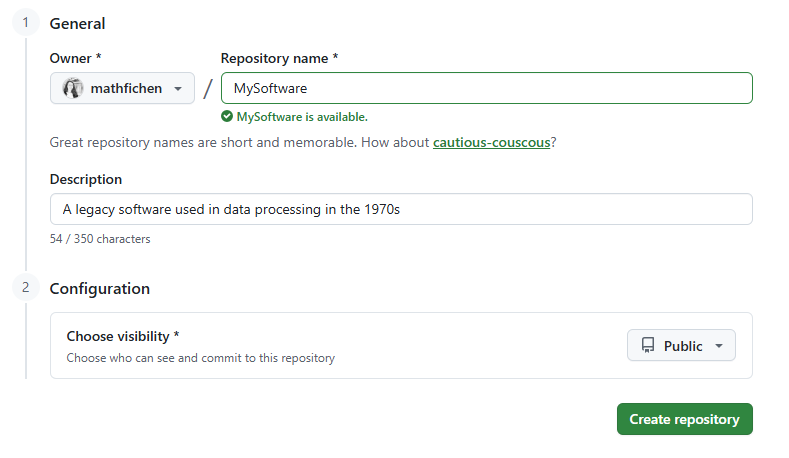 1 General
Owner * Repository name *
mathfichen / MySoftware
MySoftware is available.
Great repository names are short and memorable. How about cautious-couscous?
Description
A legacy software used in data processing in the 1970s
54 / 350 characters
2 Configuration
Choose visibility *
Choose who can see and commit to this repository
Public
Create repository